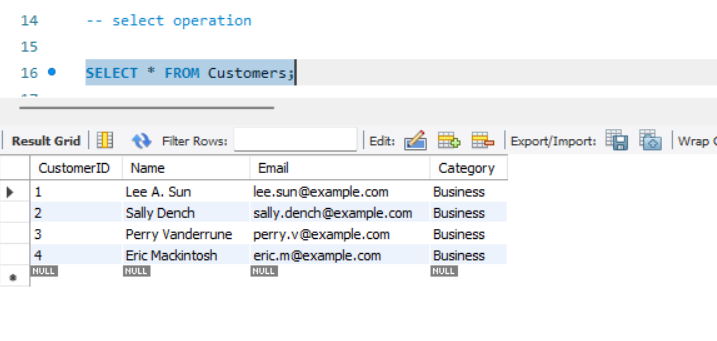 14 -- select operation
15
16 SELECT * FROM Customers;
Result Grid Filter Rows: Edit: Export/Import: Wrap C
CustomerID Name Email Category
1 Lee A. Sun lee.sun@example.com Business
2 Sally Dench sally.dench@example.com Business
3 Perry Vanderrune perry.v@example.com Business
4 Eric Mackintosh eric.m@example.com Business
NULL NULL NULL NULL